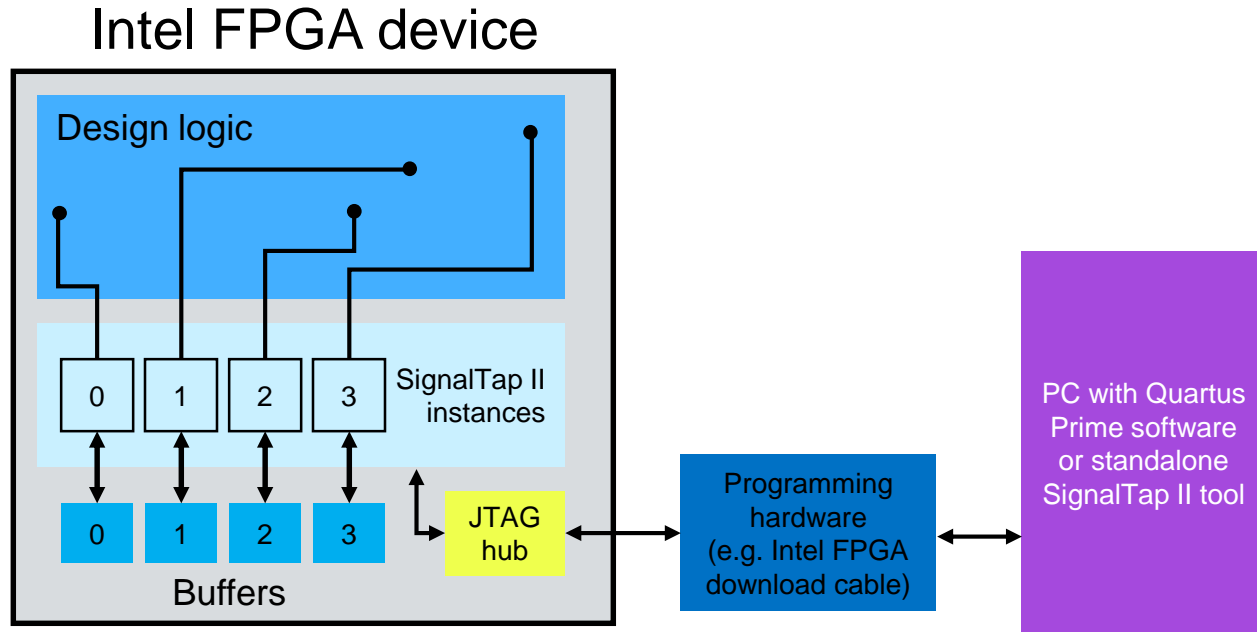 Intel FPGA device
Design logic
0 1 2 3
SignalTap II
instances
0 1 2 3
Buffers
JTAG
hub
Programming
hardware
(e.g. Intel FPGA
download cable)
PC with Quartus
Prime software
or standalone
SignalTap II tool